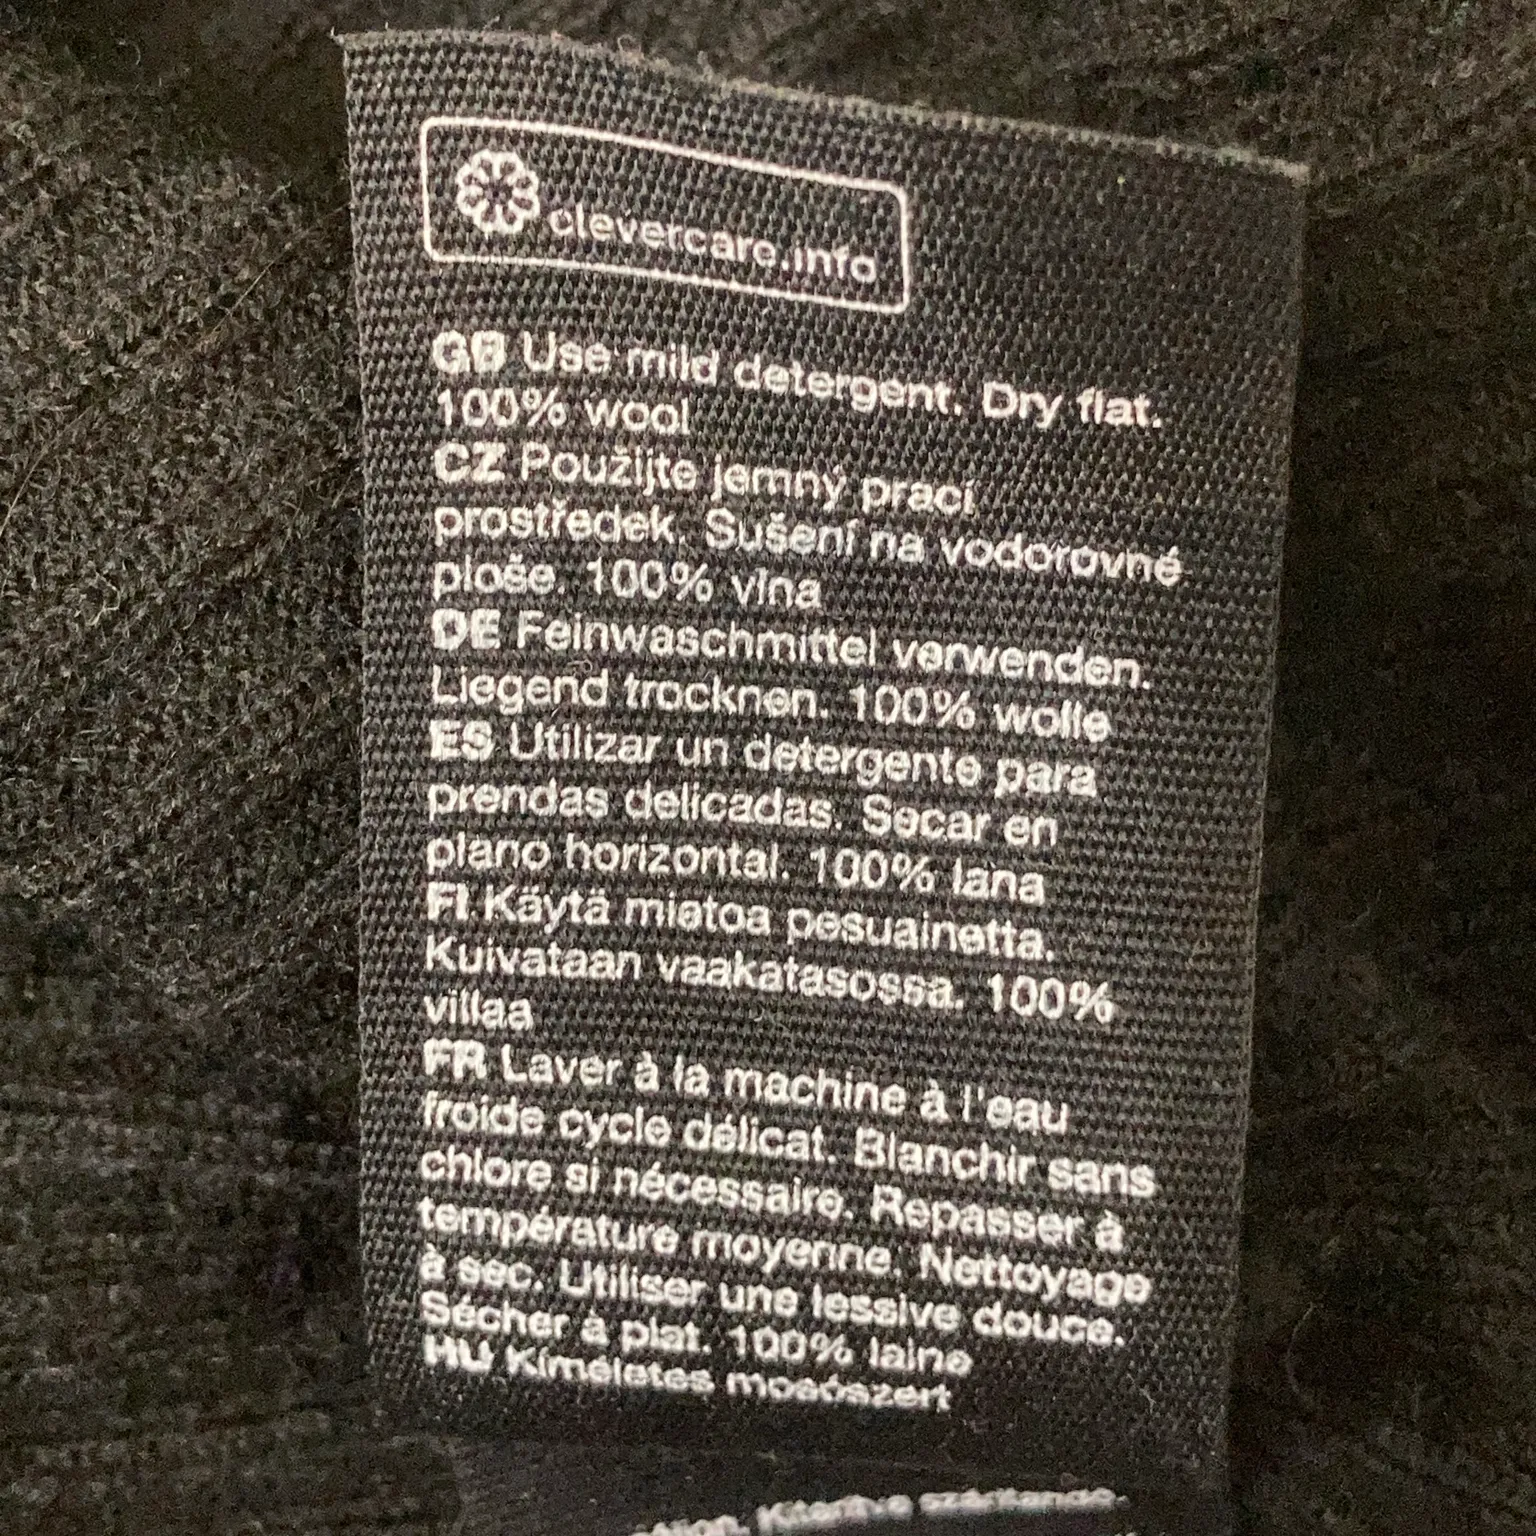 clevercare.info
GB Use mild detergent. Dry flat.
100% wool
CZ Použijte jemný prací
prostředek. Sušení na vodorovné
ploše. 100% vlna
DE Feinwaschmittel verwenden.
Liegend trocknen. 100% wolle
ES Utilizar un detergente para
prendas delicadas. Secar en
plano horizontal. 100% lana
FI Käytä mietoa pesuainetta.
Kuivataan vaakatasossa. 100%
villaa
FR Laver à la machine à l'eau
froide cycle délicat. Blanchir sans
chlore si nécessaire. Repasser à
température moyenne. Nettoyage
à sec. Utiliser une lessive douce.
Sécher à plat. 100% laine
HU Kíméletes mosószert
Kiterítve szárítandó.